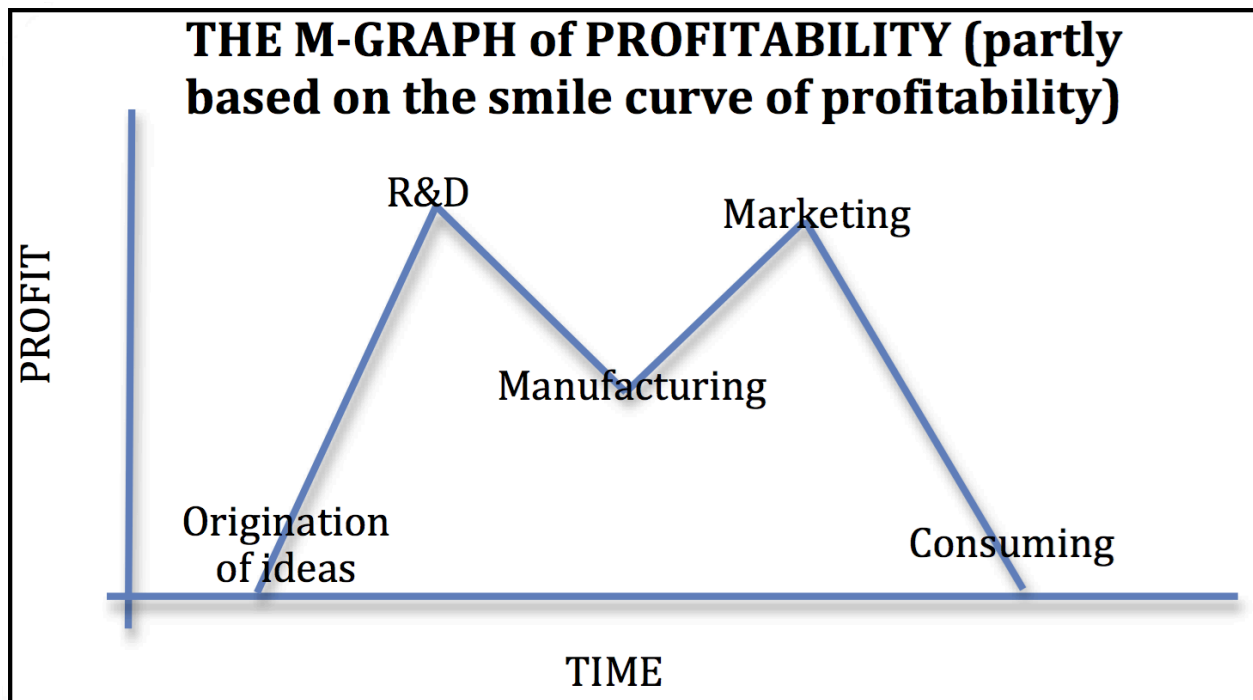 THE M-GRAPH of PROFITABILITY (partly
based on the smile curve of profitability)
R&D
Marketing
PROFIT
Manufacturing
Origination
of ideas
Consuming
TIME